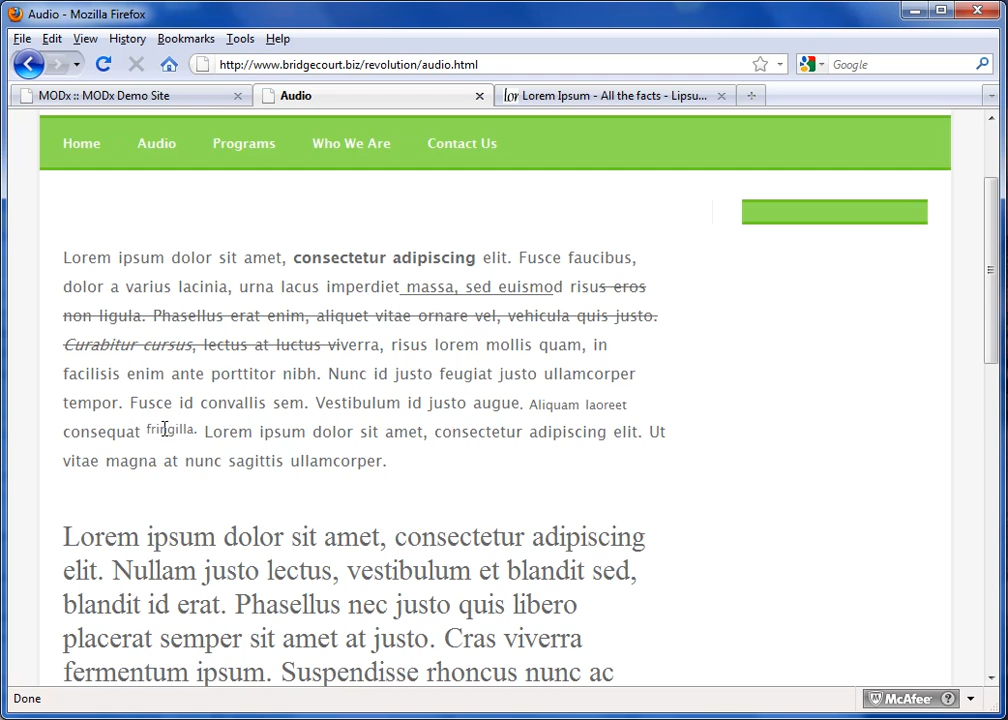 Audio - Mozilla Firefox
File Edit View History Bookmarks Tools Help
http://www.bridgecourt.biz/revolution/audio.html
Google
MODx :: MODx Demo Site
Audio
lor Lorem Ipsum - All the facts - Lipsu...
Home Audio Programs Who We Are Contact Us
Lorem ipsum dolor sit amet, consectetur adipiscing elit. Fusce faucibus,
dolor a varius lacinia, urna lacus imperdiet massa, sed euismod risus eros
non ligula. Phasellus erat enim, aliquet vitae ornare vel, vehicula quis justo.
Curabitur cursus, lectus at luctus viverra, risus lorem mollis quam, in
facilisis enim ante porttitor nibh. Nunc id justo feugiat justo ullamcorper
tempor. Fusce id convallis sem. Vestibulum id justo augue. Aliquam laoreet
consequat fringilla. Lorem ipsum dolor sit amet, consectetur adipiscing elit. Ut
vitae magna at nunc sagittis ullamcorper.
Lorem ipsum dolor sit amet, consectetur adipiscing
elit. Nullam justo lectus, vestibulum et blandit sed,
blandit id erat. Phasellus nec justo quis libero
placerat semper sit amet at justo. Cras viverra
fermentum ipsum. Suspendisse rhoncus nunc ac
Done
McAfee